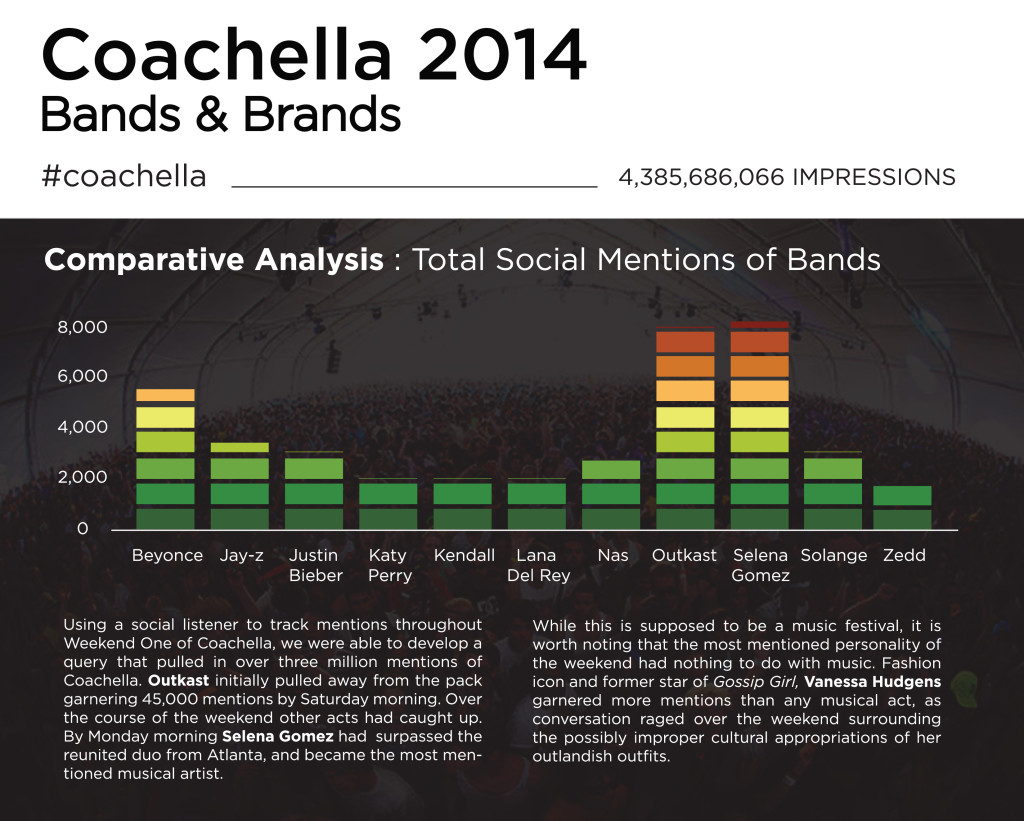 Coachella 2014
Bands & Brands
#coachella 4,385,686,066 IMPRESSIONS
Comparative Analysis : Total Social Mentions of Bands
8,000
6,000
4,000
2,000
0
Beyonce Jay-z Justin Bieber Katy Perry Kendall Lana Del Rey Nas Outkast Selena Gomez Solange Zedd
Using a social listener to track mentions throughout
Weekend One of Coachella, we were able to develop a
query that pulled in over three million mentions of
Coachella. Outkast initially pulled away from the pack
garnering 45,000 mentions by Saturday morning. Over
the course of the weekend other acts had caught up.
By Monday morning Selena Gomez had surpassed the
reunited duo from Atlanta, and became the most men-
tioned musical artist.
While this is supposed to be a music festival, it is
worth noting that the most mentioned personality of
the weekend had nothing to do with music. Fashion
icon and former star of Gossip Girl, Vanessa Hudgens
garnered more mentions than any musical act, as
conversation raged over the weekend surrounding
the possibly improper cultural appropriations of her
outlandish outfits.